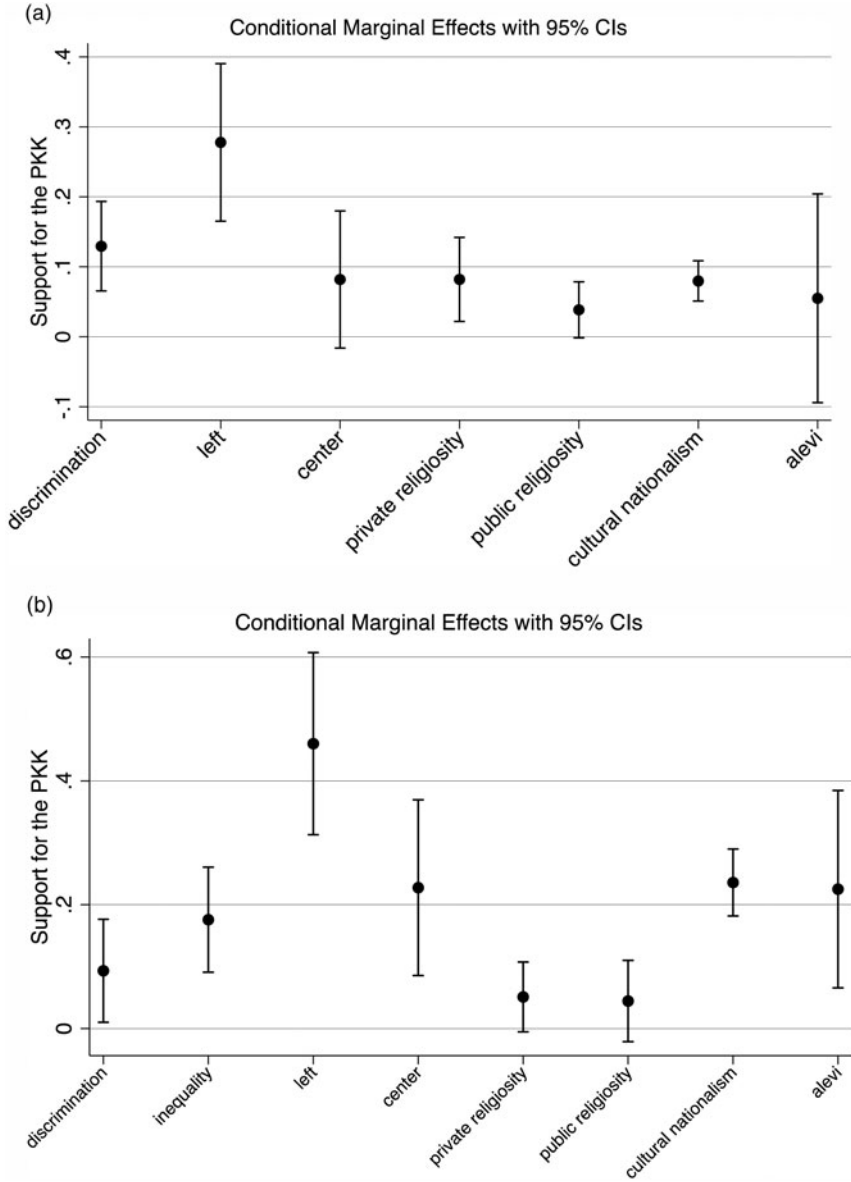 (a)
Conditional Marginal Effects with 95% CIs
Support for the PKK
.4
.3
.2
.1
0
-.1
discrimination
left
center
private religiosity
public religiosity
cultural nationalism
alevi
(b)
Conditional Marginal Effects with 95% CIs
Support for the PKK
.6
.4
.2
0
discrimination
inequality
left
center
private religiosity
public religiosity
cultural nationalism
alevi